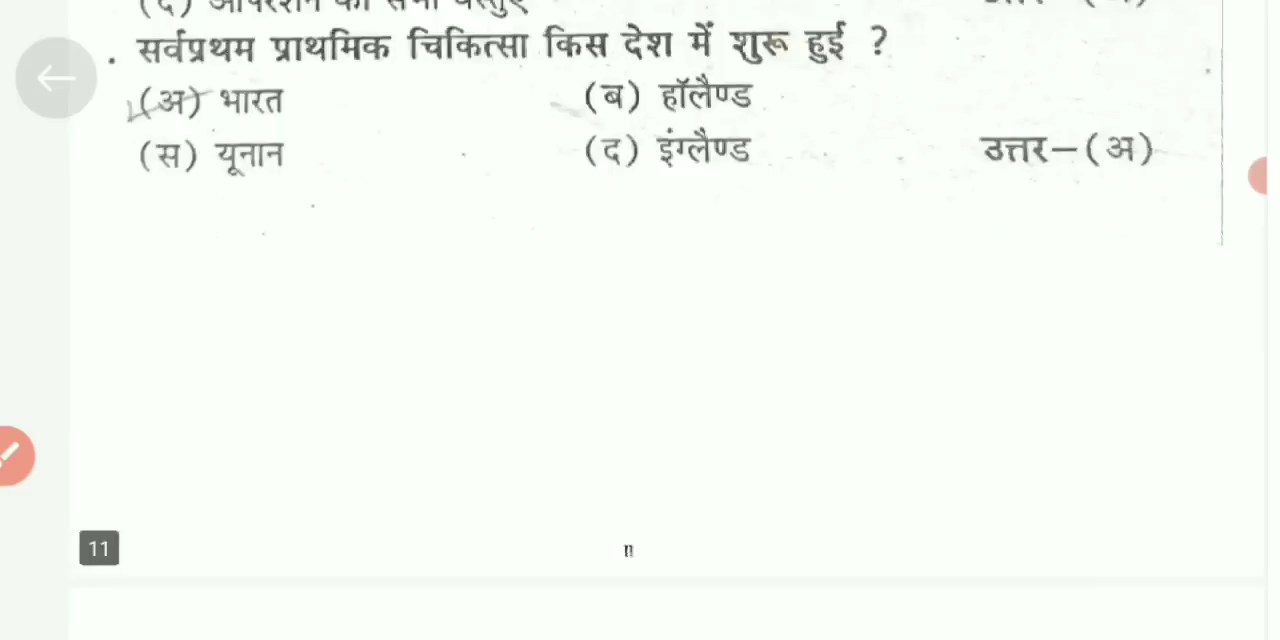 . सर्वप्रथम प्राथमिक चिकित्सा किस देश में शुरू हुई ?
(अ) भारत (ब) हॉलैण्ड
(स) यूनान (द) इंग्लैण्ड उत्तर–(अ)
11